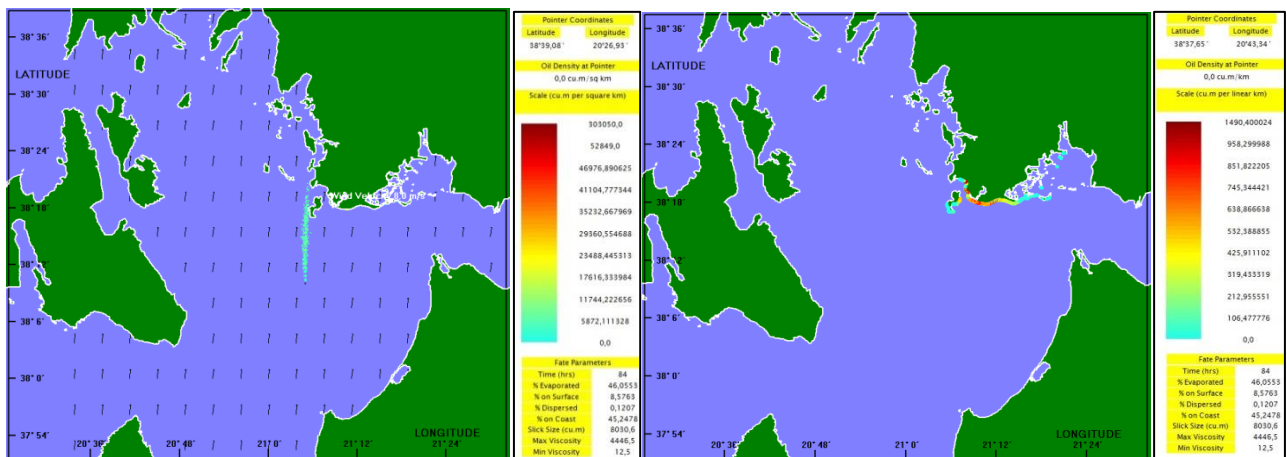 38° 36'
LATITUDE
38° 30'
38° 24'
Wind 8,0 m/s
38° 18'
38° 12'
38° 6'
38° 0'
37° 54'
LONGITUDE
20° 36' 20° 48' 21° 0' 21° 12' 21° 24'
Pointer Coordinates
Latitude Longitude
38°39,08' 20°26,93'
Oil Density at Pointer
0,0 cu.m/sq km
Scale (cu.m per square km)
303050,0
52849,0
46976,890625
41104,777344
35232,667969
29360,554688
23488,445313
17616,333984
11744,222656
5872,111328
0,0
Fate Parameters
Time (hrs) 84
% Evaporated 46,0553
% on Surface 8,5763
% Dispersed 0,1207
% on Coast 45,2478
Slick Size (cu.m) 8030,6
Max Viscosity 4446,5
Min Viscosity 12,5
38° 36'
LATITUDE
38° 30'
38° 24'
38° 18'
38° 12'
38° 6'
38° 0'
37° 54'
LONGITUDE
20° 36' 20° 48' 21° 0' 21° 12' 21° 24'
Pointer Coordinates
Latitude Longitude
38°37,65' 20°43,34'
Oil Density at Pointer
0,0 cu.m/km
Scale (cu.m per linear km)
1490,400024
958,299988
851,822205
745,344421
638,866638
532,388855
425,911102
319,433319
212,955551
106,477776
0,0
Fate Parameters
Time (hrs) 84
% Evaporated 46,0553
% on Surface 8,5763
% Dispersed 0,1207
% on Coast 45,2478
Slick Size (cu.m) 8030,6
Max Viscosity 4446,5
Min Viscosity 12,5